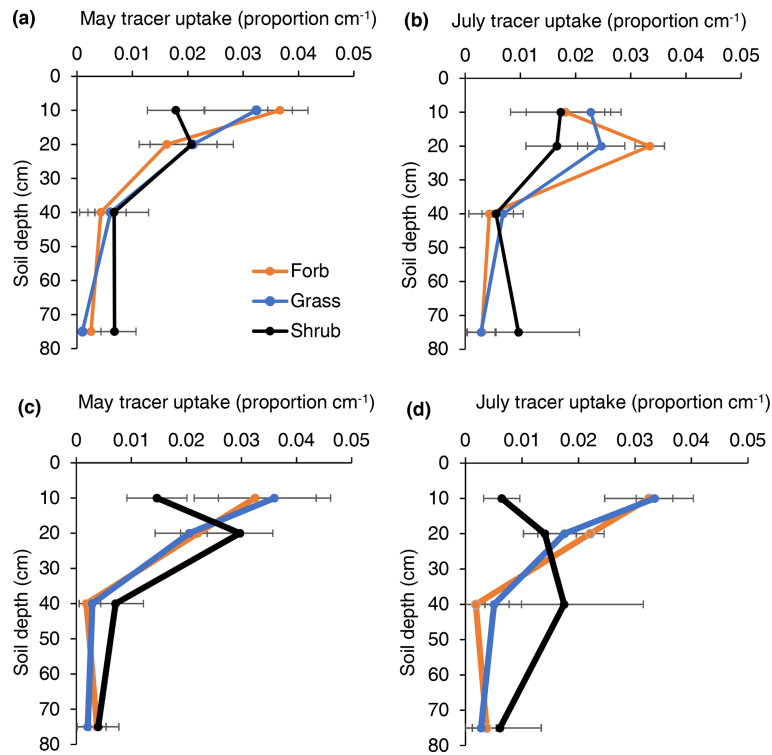 (a) May tracer uptake (proportion cm⁻¹)
0 0.01 0.02 0.03 0.04 0.05
0
10
20
30
40
50
60
70
80
Soil depth (cm)
Forb
Grass
Shrub
(b) July tracer uptake (proportion cm⁻¹)
0 0.01 0.02 0.03 0.04 0.05
0
10
20
30
40
50
60
70
80
Soil depth (cm)
(c) May tracer uptake (proportion cm⁻¹)
0 0.01 0.02 0.03 0.04 0.05
0
10
20
30
40
50
60
70
80
Soil depth (cm)
(d) July tracer uptake (proportion cm⁻¹)
0 0.01 0.02 0.03 0.04 0.05
0
10
20
30
40
50
60
70
80
Soil depth (cm)